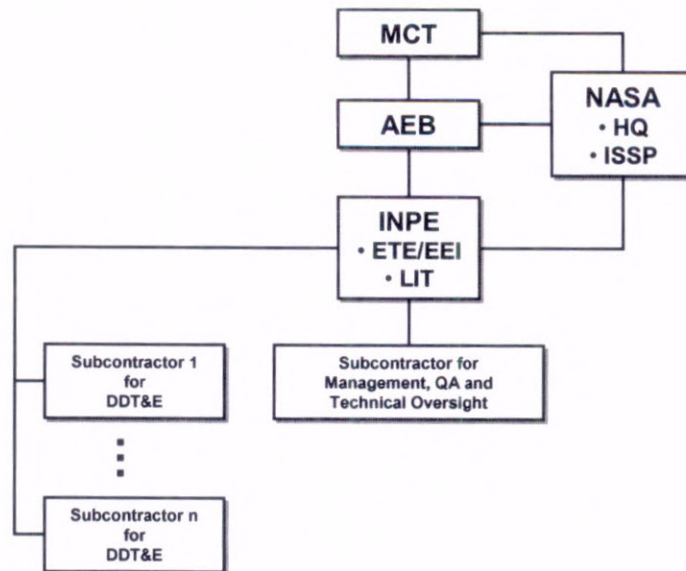 MCT
NASA
• HQ
• ISSP
AEB
INPE
• ETE/EEI
• LIT
Subcontractor 1
for
DDT&E
Subcontractor for
Management, QA and
Technical Oversight
Subcontractor n
for
DDT&E